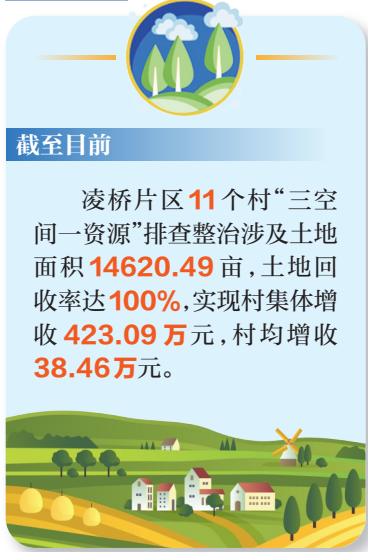 截至目前
凌桥片区11个村“三空
间一资源”排查整治涉及土地
面积14620.49亩,土地回
收率达100%,实现村集体增
收423.09万元,村均增收
38.46万元。